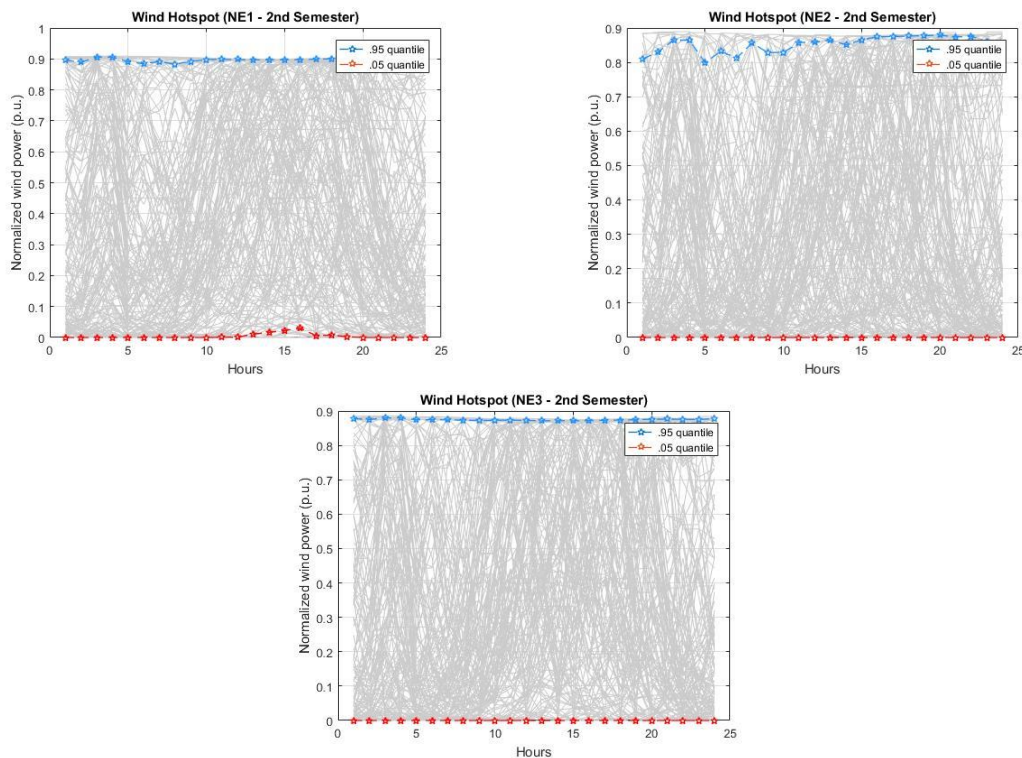 Wind Hotspot (NE1 - 2nd Semester)
Normalized wind power (p.u.)
1
0.9
0.8
0.7
0.6
0.5
0.4
0.3
0.2
0.1
0
.95 quantile
.05 quantile
0 5 10 15 20 25
Hours
Wind Hotspot (NE2 - 2nd Semester)
Normalized wind power (p.u.)
0.9
0.8
0.7
0.6
0.5
0.4
0.3
0.2
0.1
0
.95 quantile
.05 quantile
0 5 10 15 20 25
Hours
Wind Hotspot (NE3 - 2nd Semester)
Normalized wind power (p.u.)
0.9
0.8
0.7
0.6
0.5
0.4
0.3
0.2
0.1
0
.95 quantile
.05 quantile
0 5 10 15 20 25
Hours